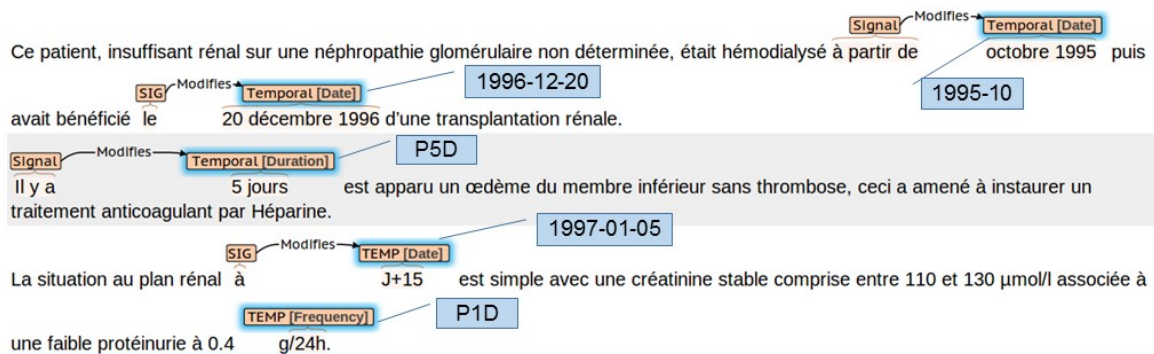 Signal Modifies Temporal [Date]
Ce patient, insuffisant rénal sur une néphropathie glomérulaire non déterminée, était hémodialysé à partir de octobre 1995 puis
SIG Modifies Temporal [Date] 1996-12-20 1995-10
avait bénéficié le 20 décembre 1996 d'une transplantation rénale.
Signal Modifies Temporal [Duration] P5D
Il y a 5 jours est apparu un œdème du membre inférieur sans thrombose, ceci a amené à instaurer un
traitement anticoagulant par Héparine.
SIG Modifies TEMP [Date] 1997-01-05
La situation au plan rénal à J+15 est simple avec une créatinine stable comprise entre 110 et 130 µmol/l associée à
TEMP [Frequency] P1D
une faible protéinurie à 0.4 g/24h.